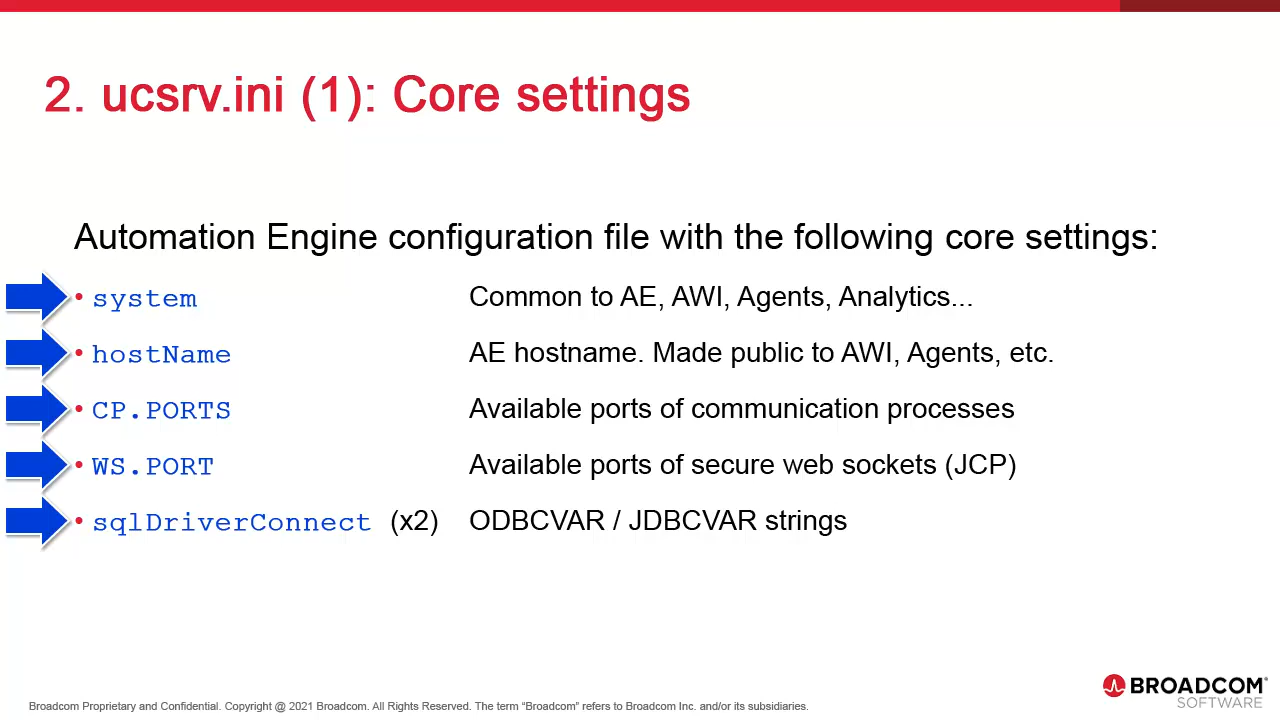 2. ucsrv.ini (1): Core settings
Automation Engine configuration file with the following core settings:
• system Common to AE, AWI, Agents, Analytics...
• hostName AE hostname. Made public to AWI, Agents, etc.
• CP.PORTS Available ports of communication processes
• WS.PORT Available ports of secure web sockets (JCP)
• sqlDriverConnect (x2) ODBCVAR / JDBCVAR strings
Broadcom Proprietary and Confidential. Copyright @ 2021 Broadcom. All Rights Reserved. The term “Broadcom” refers to Broadcom Inc. and/or its subsidiaries.
BROADCOM®
SOFTWARE